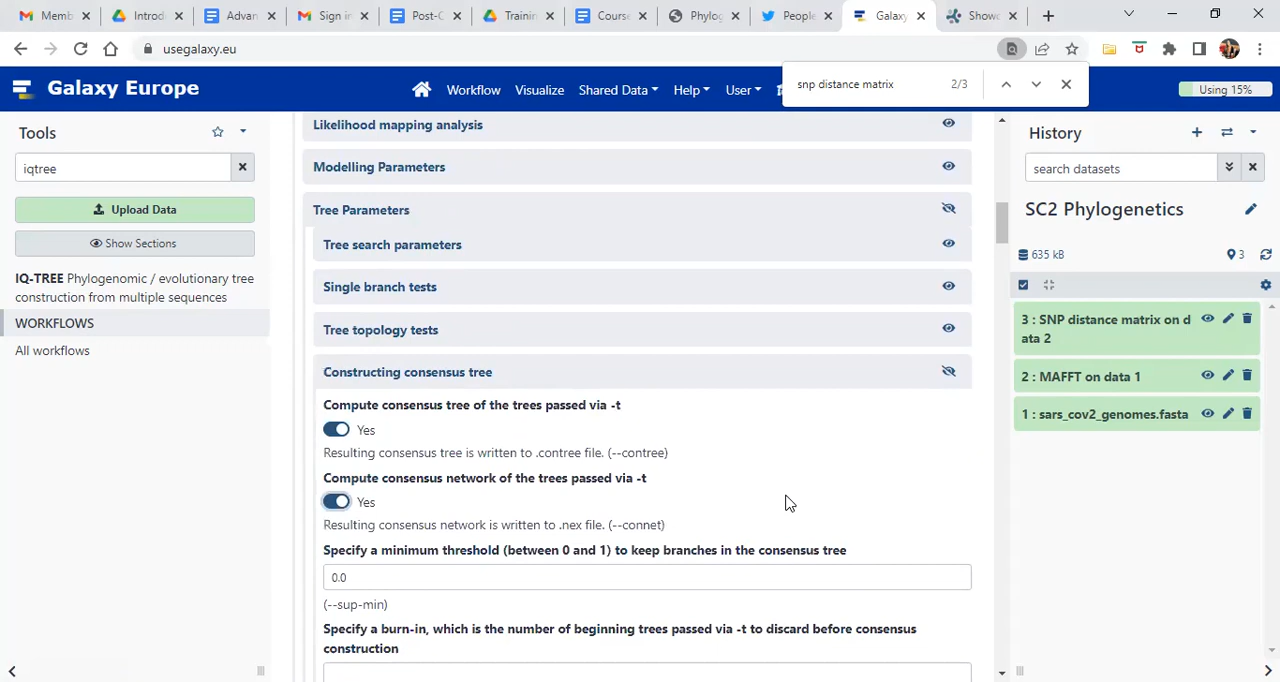 Memb
Introd
Advan
Sign in
Post-C
Trainin
Course
Phylog
People
Galaxy
Showc
usegalaxy.eu
snp distance matrix 2/3
Galaxy Europe
Workflow Visualize Shared Data Help User
Using 15%
Tools
iqtree
Upload Data
Show Sections
IQ-TREE Phylogenomic / evolutionary tree
construction from multiple sequences
WORKFLOWS
All workflows
Likelihood mapping analysis
Modelling Parameters
Tree Parameters
Tree search parameters
Single branch tests
Tree topology tests
Constructing consensus tree
Compute consensus tree of the trees passed via -t
Yes
Resulting consensus tree is written to .contree file. (--contree)
Compute consensus network of the trees passed via -t
Yes
Resulting consensus network is written to .nex file. (--connet)
Specify a minimum threshold (between 0 and 1) to keep branches in the consensus tree
0.0
(--sup-min)
Specify a burn-in, which is the number of beginning trees passed via -t to discard before consensus
construction
History
search datasets
SC2 Phylogenetics
635 kB
3
3 : SNP distance matrix on d
ata 2
2 : MAFFT on data 1
1 : sars_cov2_genomes.fasta